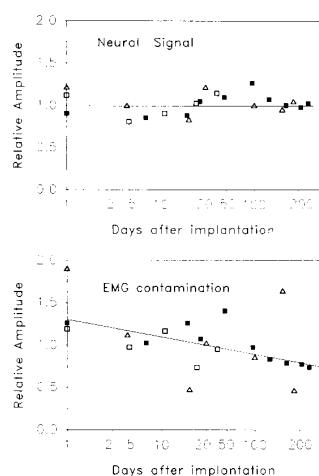 2.0
Neural Signal
1.5
Relative Amplitude
1.0
0.5
0.0
1 2 5 10 20 50 100 200
Days after implantation
2.0
EMG contamination
1.5
Relative Amplitude
1.0
0.5
0.0
1 2 5 10 20 50 100 200
Days after implantation